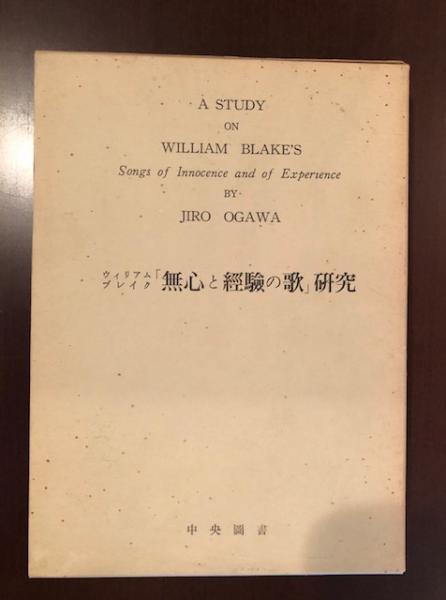 A STUDY
ON
WILLIAM BLAKE'S
Songs of Innocence and of Experience
BY
JIRO OGAWA
ウィリアム
ブレイク「無心と經驗の歌」研究
中央圖書